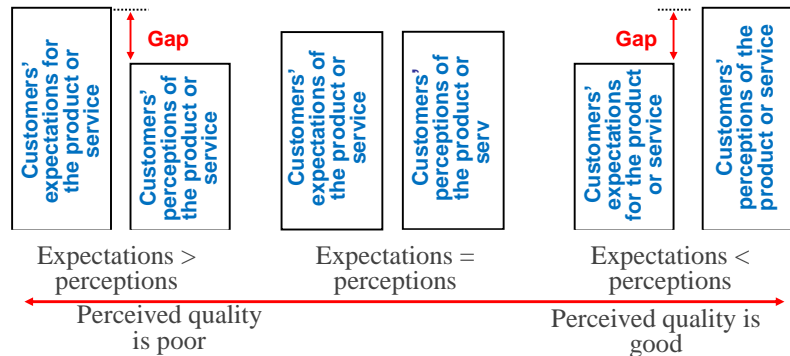 Gap
Customers'
expectations for
the product or
service
Customers'
perceptions of
the product or
service
Customers'
expectations of
the product or
service
Customers'
perceptions of
the product or
serv
Gap
Customers'
expectations
for the product
or service
Customers'
perceptions of the
product or service
Expectations >
perceptions
Expectations =
perceptions
Expectations <
perceptions
Perceived quality
is poor
Perceived quality is
good